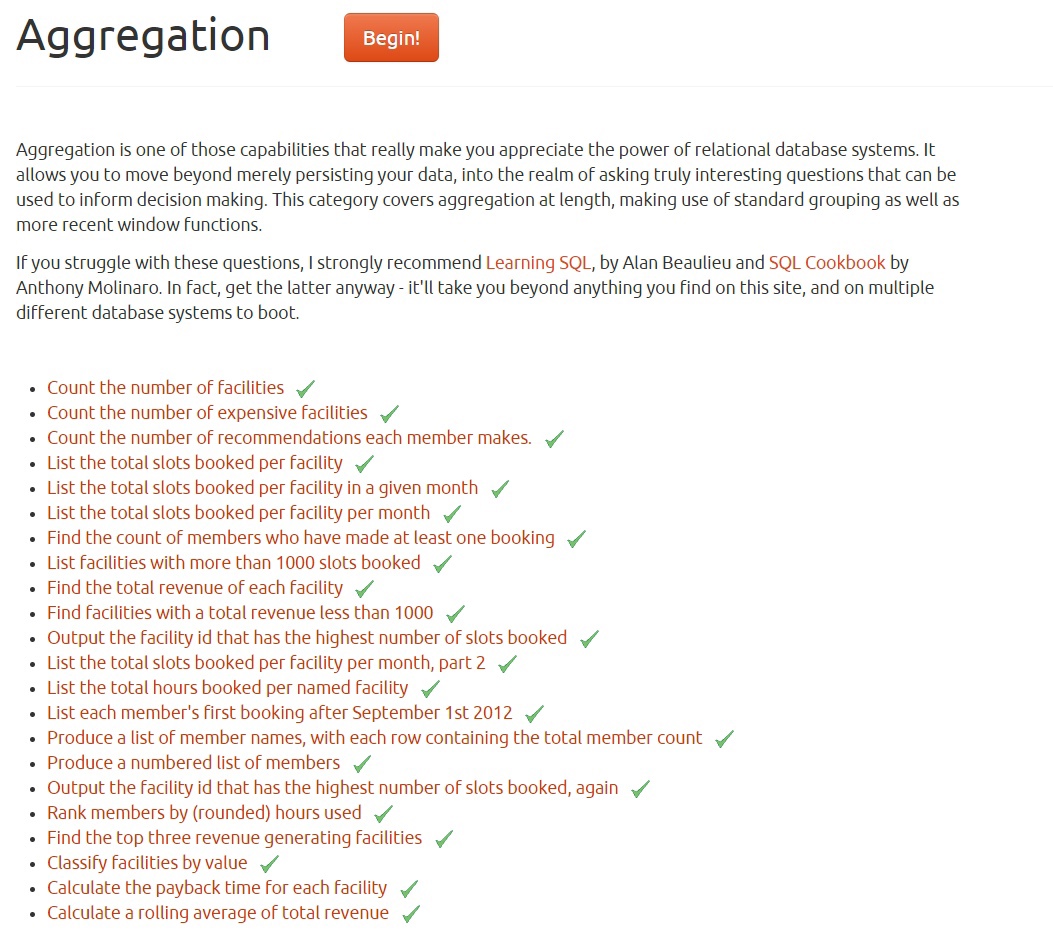 Aggregation
Begin!
Aggregation is one of those capabilities that really make you appreciate the power of relational database systems. It
allows you to move beyond merely persisting your data, into the realm of asking truly interesting questions that can be
used to inform decision making. This category covers aggregation at length, making use of standard grouping as well as
more recent window functions.
If you struggle with these questions, I strongly recommend Learning SQL, by Alan Beaulieu and SQL Cookbook by
Anthony Molinaro. In fact, get the latter anyway - it'll take you beyond anything you find on this site, and on multiple
different database systems to boot.
Count the number of facilities
Count the number of expensive facilities
Count the number of recommendations each member makes.
List the total slots booked per facility
List the total slots booked per facility in a given month
List the total slots booked per facility per month
Find the count of members who have made at least one booking
List facilities with more than 1000 slots booked
Find the total revenue of each facility
Find facilities with a total revenue less than 1000
Output the facility id that has the highest number of slots booked
List the total slots booked per facility per month, part 2
List the total hours booked per named facility
List each member's first booking after September 1st 2012
Produce a list of member names, with each row containing the total member count
Produce a numbered list of members
Output the facility id that has the highest number of slots booked, again
Rank members by (rounded) hours used
Find the top three revenue generating facilities
Classify facilities by value
Calculate the payback time for each facility
Calculate a rolling average of total revenue